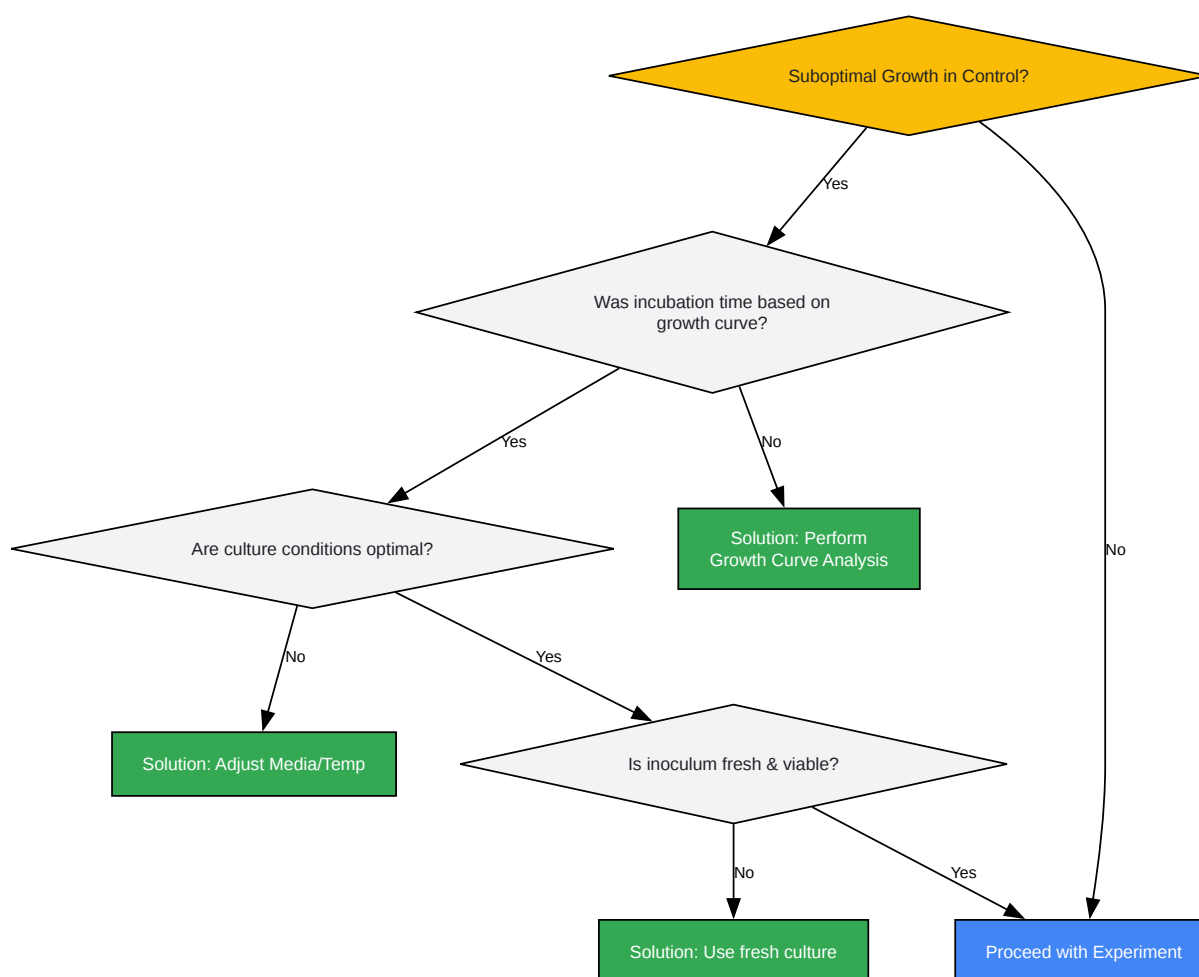 Suboptimal Growth in Control?
Yes
Was incubation time based on
growth curve?
Yes
No
Solution: Perform
Growth Curve Analysis
Are culture conditions optimal?
No
No
Yes
Solution: Adjust Media/Temp
Is inoculum fresh & viable?
No
Yes
Solution: Use fresh culture
Proceed with Experiment